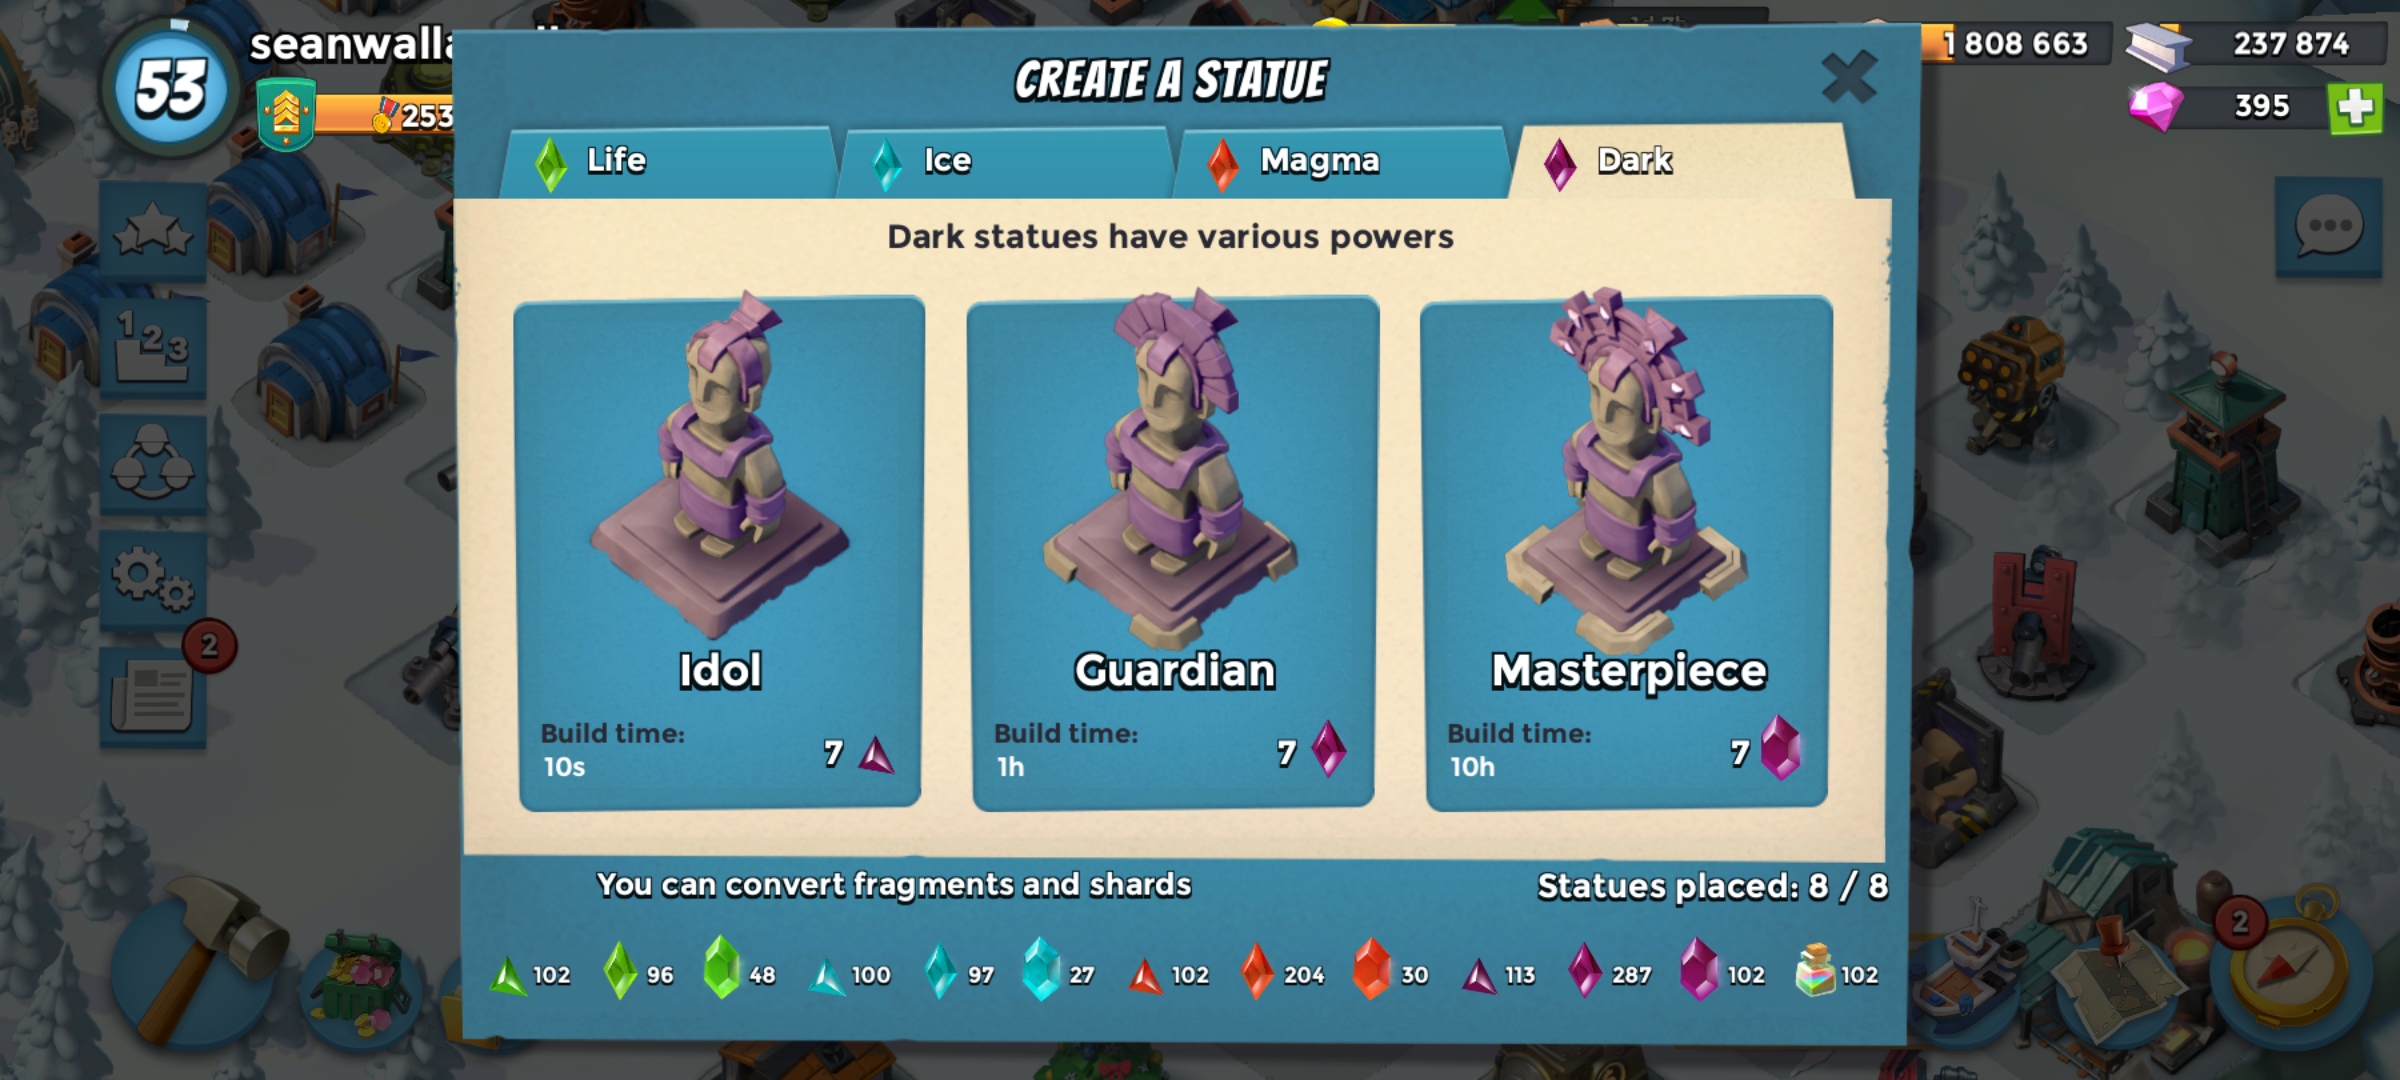 53
seanwalla
253
1 808 663
237 874
395
CREATE A STATUE
Life
Ice
Magma
Dark
Dark statues have various powers
Idol
Build time:
10s
7
Guardian
Build time:
1h
7
Masterpiece
Build time:
10h
7
1 2 3
2
You can convert fragments and shards
Statues placed: 8 / 8
102 96 48 100 97 27 102 204 30 113 287 102 102
2